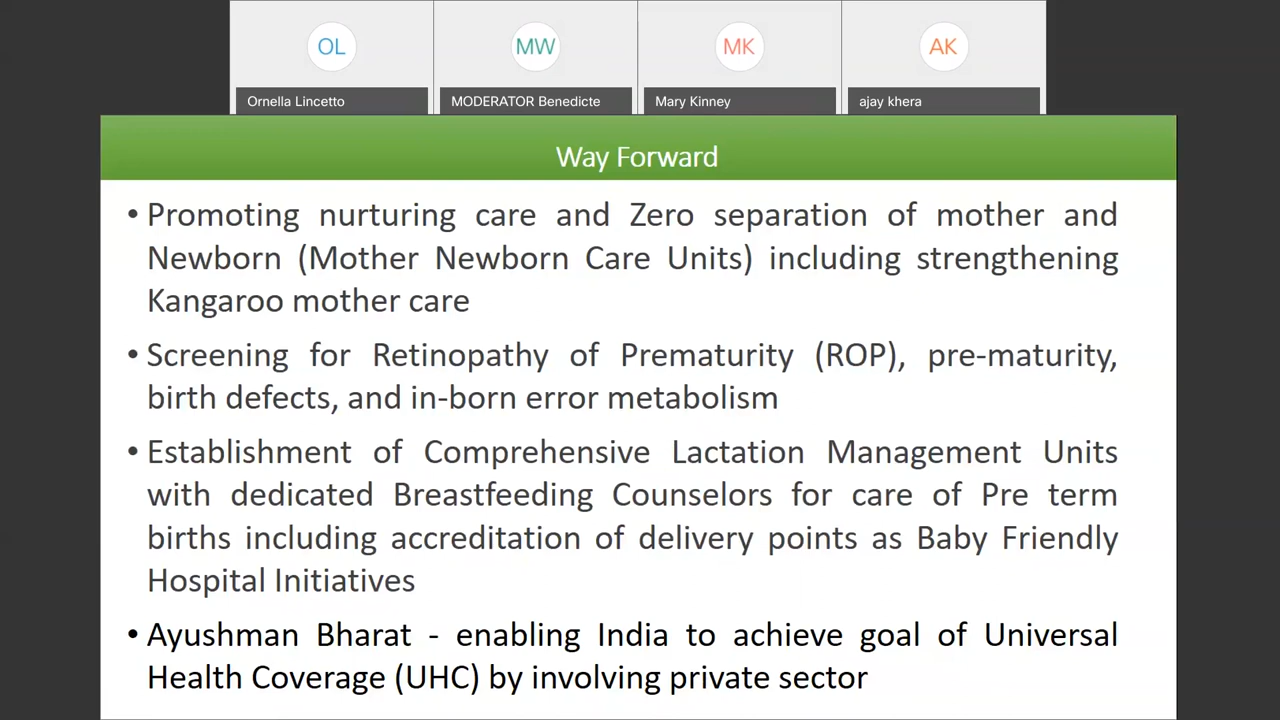 OL
MW
MK
AK
Ornella Lincetto
MODERATOR Benedicte
Mary Kinney
ajay khera
Way Forward
• Promoting nurturing care and Zero separation of mother and
Newborn (Mother Newborn Care Units) including strengthening
Kangaroo mother care
• Screening for Retinopathy of Prematurity (ROP), pre-maturity,
birth defects, and in-born error metabolism
• Establishment of Comprehensive Lactation Management Units
with dedicated Breastfeeding Counselors for care of Pre term
births including accreditation of delivery points as Baby Friendly
Hospital Initiatives
• Ayushman Bharat - enabling India to achieve goal of Universal
Health Coverage (UHC) by involving private sector